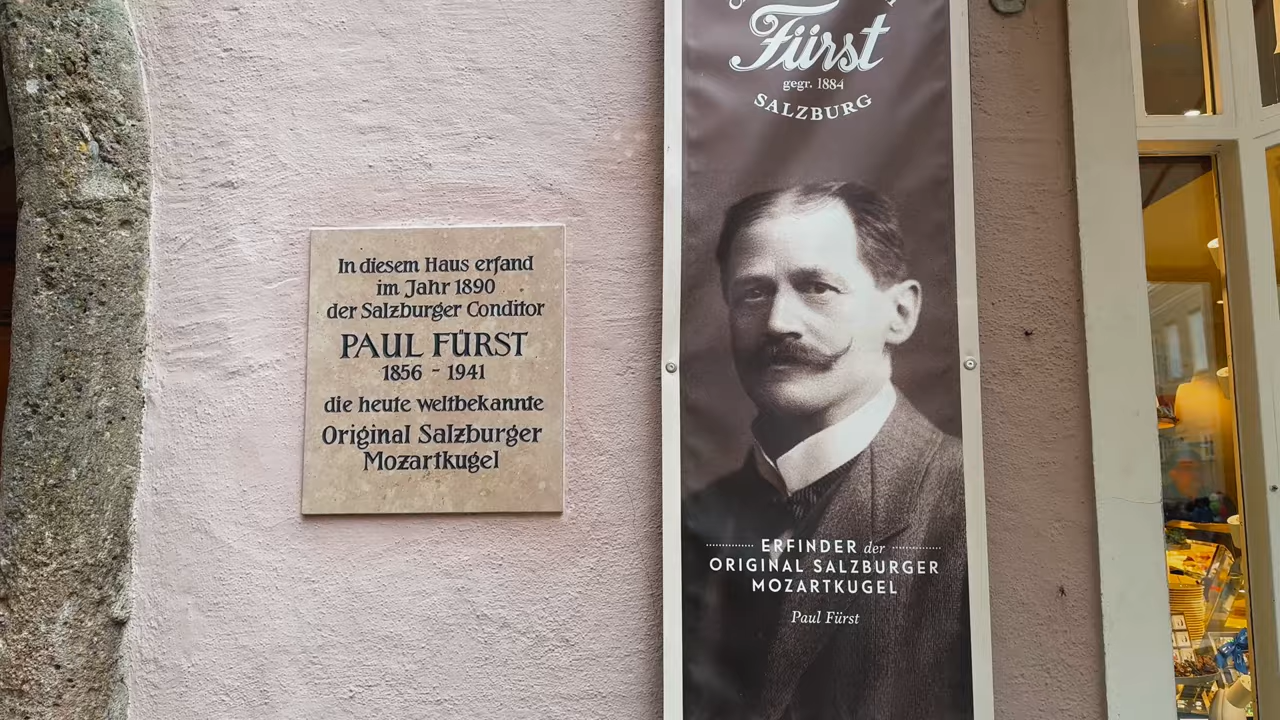 In diesem Haus erfand
im Jahr 1890
der Salzburger Conditor
PAUL FÜRST
1856 - 1941
die heute weltbekannte
Original Salzburger
Mozartkugel
Fürst
gegr. 1884
SALZBURG
ERFINDER der
ORIGINAL SALZBURGER
MOZARTKUGEL
Paul Fürst